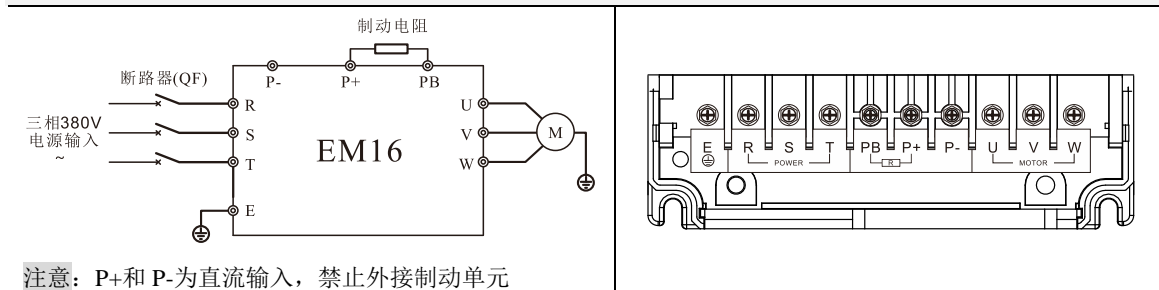 制动电阻
断路器(QF)
P- P+ PB
R U
三相380V
电源输入
~
S V M
EM16
T W
E
E R S T PB P+ P- U V W
POWER R MOTOR
注意：P+和 P-为直流输入，禁止外接制动单元